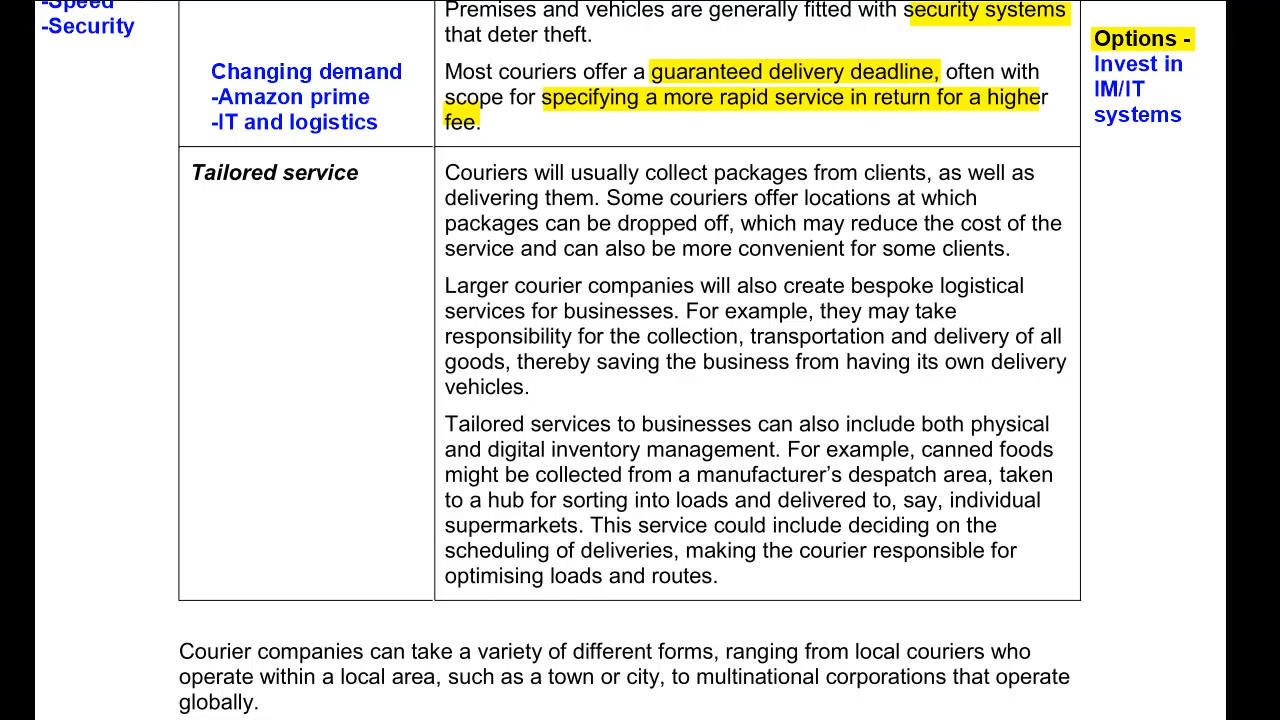 -Speed
-Security
Premises and vehicles are generally fitted with security systems
that deter theft.
Changing demand
-Amazon prime
-IT and logistics
Most couriers offer a guaranteed delivery deadline, often with
scope for specifying a more rapid service in return for a higher
fee.
Options -
Invest in
IM/IT
systems
Tailored service
Couriers will usually collect packages from clients, as well as
delivering them. Some couriers offer locations at which
packages can be dropped off, which may reduce the cost of the
service and can also be more convenient for some clients.
Larger courier companies will also create bespoke logistical
services for businesses. For example, they may take
responsibility for the collection, transportation and delivery of all
goods, thereby saving the business from having its own delivery
vehicles.
Tailored services to businesses can also include both physical
and digital inventory management. For example, canned foods
might be collected from a manufacturer’s despatch area, taken
to a hub for sorting into loads and delivered to, say, individual
supermarkets. This service could include deciding on the
scheduling of deliveries, making the courier responsible for
optimising loads and routes.
Courier companies can take a variety of different forms, ranging from local couriers who
operate within a local area, such as a town or city, to multinational corporations that operate
globally.